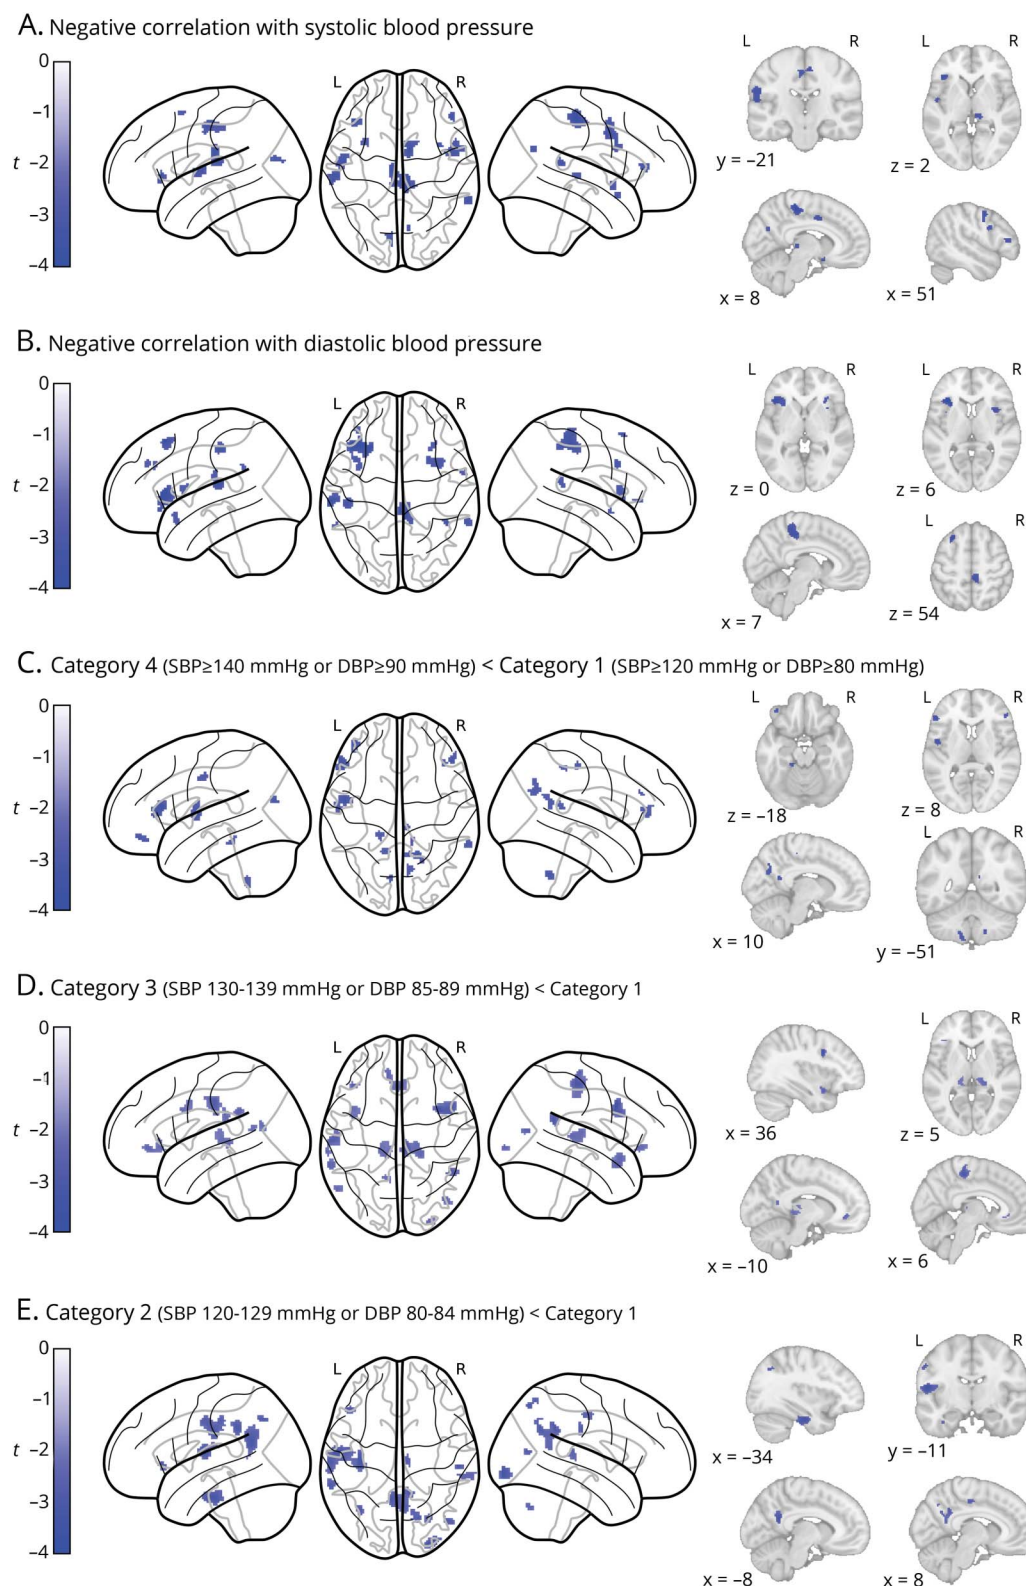 A. Negative correlation with systolic blood pressure
0
−1
t −2
−3
−4
L R
L R
y = −21
L R
z = 2
x = 8
x = 51
B. Negative correlation with diastolic blood pressure
0
−1
t −2
−3
−4
L R
L R
z = 0
L R
z = 6
x = 7
L R
z = 54
C. Category 4 (SBP≥140 mmHg or DBP≥90 mmHg) < Category 1 (SBP≥120 mmHg or DBP≥80 mmHg)
0
−1
t −2
−3
−4
L R
L R
z = −18
L R
z = 8
x = 10
L R
y = −51
D. Category 3 (SBP 130-139 mmHg or DBP 85-89 mmHg) < Category 1
0
−1
t −2
−3
−4
L R
x = 36
L R
z = 5
x = −10
x = 6
E. Category 2 (SBP 120-129 mmHg or DBP 80-84 mmHg) < Category 1
0
−1
t −2
−3
−4
L R
x = −34
L R
y = −11
x = −8
x = 8